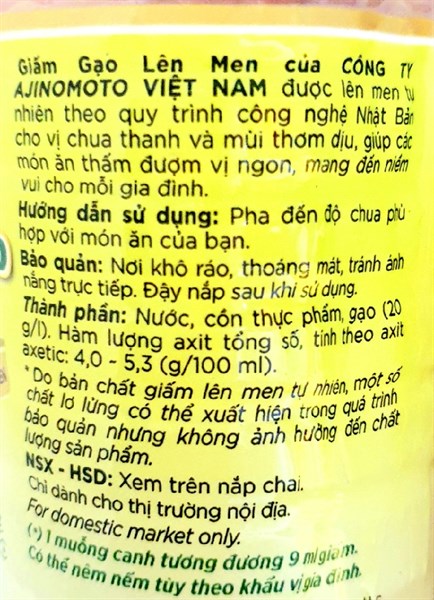 Giấm Gạo Lên Men của CÔNG TY
AJINOMOTO VIỆT NAM được lên men tự
nhiên theo quy trình công nghệ Nhật Bản
cho vị chua thanh và mùi thơm dịu, giúp các
món ăn thấm đượm vị ngon, mang đến niềm
vui cho mỗi gia đình.
Hướng dẫn sử dụng: Pha đến độ chua phù
hợp với món ăn của bạn.
Bảo quản: Nơi khô ráo, thoáng mát, tránh ánh
nắng trực tiếp. Đậy nắp sau khi sử dụng.
Thành phần: Nước, cồn thực phẩm, gạo (20
g/l). Hàm lượng axit tổng số, tính theo axit
axetic: 4,0 - 5,3 (g/100 ml).
*Do bản chất giấm lên men tự nhiên, một số
chất lơ lửng có thể xuất hiện trong quá trình
bảo quản nhưng không ảnh hưởng đến chất
lượng sản phẩm.
NSX - HSD: Xem trên nắp chai.
Chỉ dành cho thị trường nội địa.
For domestic market only.
(*) 1 muỗng canh tương đương 9 ml giấm.
Có thể nêm nếm tùy theo khẩu vị gia đình.